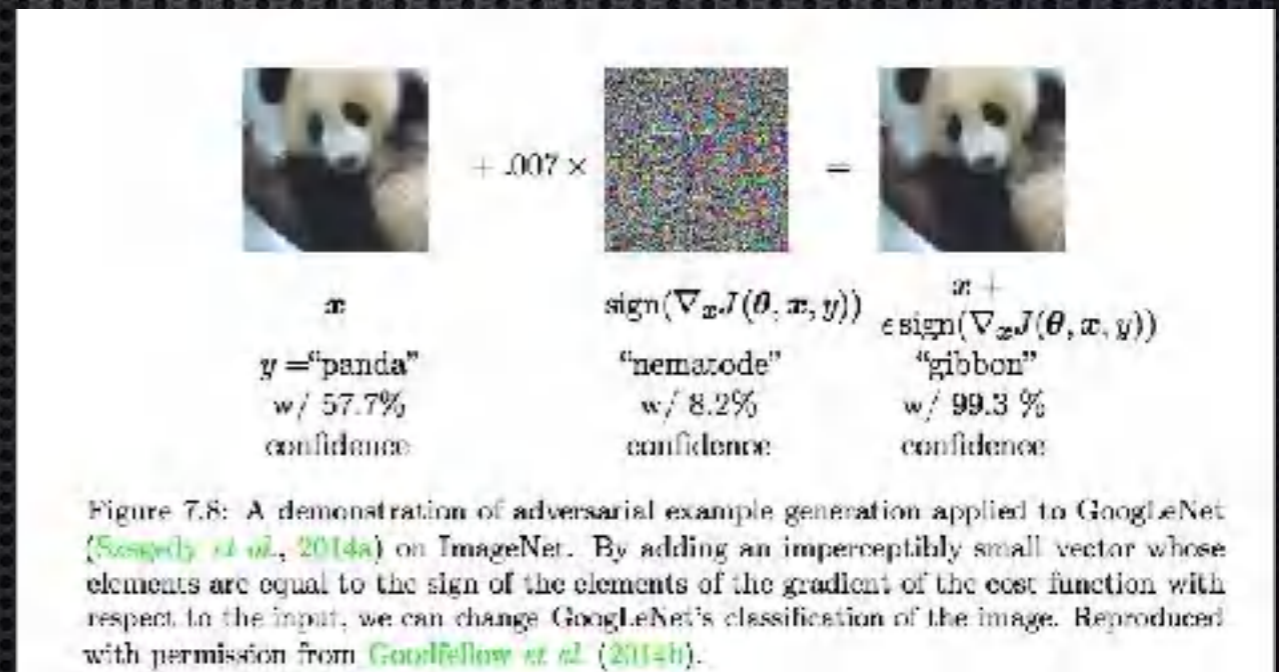 + .007 ×
=
x
sign(∇ₓJ(θ, x, y))
x +
ϵ sign(∇ₓJ(θ, x, y))
y =“panda”
“nematode”
“gibbon”
w/ 57.7%
w/ 8.2%
w/ 99.3 %
confidence
confidence
confidence
Figure 7.8: A demonstration of adversarial example generation applied to GoogLeNet
(Szegedy et al., 2014a) on ImageNet. By adding an imperceptibly small vector whose
elements are equal to the sign of the elements of the gradient of the cost function with
respect to the input, we can change GoogLeNet’s classification of the image. Reproduced
with permission from Goodfellow et al. (2014b).